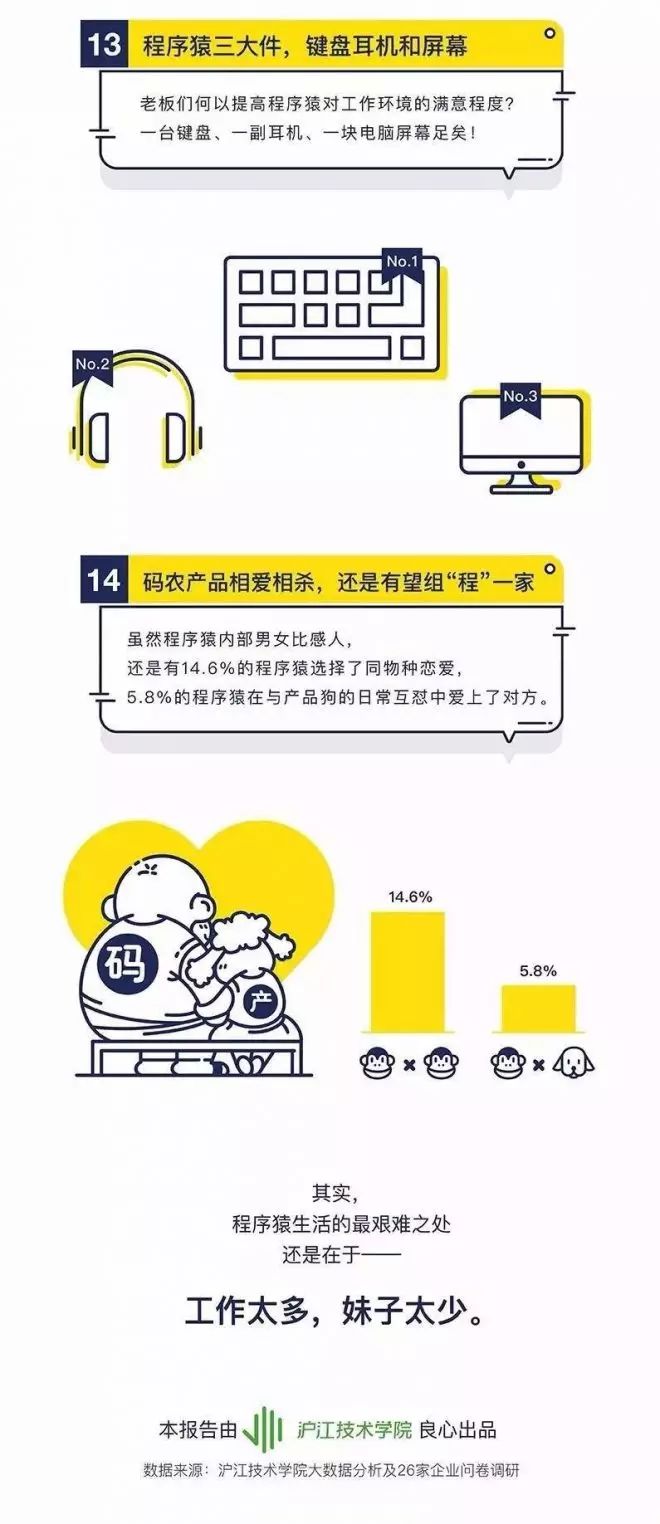 13 程序猿三大件，键盘耳机和屏幕
老板们何以提高程序猿对工作环境的满意程度？
一台键盘、一副耳机、一块电脑屏幕足矣！
No.1
No.2
No.3
14 码农产品相爱相杀，还是有望组“程”一家
虽然程序猿内部男女比感人，
还是有14.6%的程序猿选择了同物种恋爱，
5.8%的程序猿在与产品狗的日常互怼中爱上了对方。
码
产
14.6%
5.8%
其实，
程序猿生活的最艰难之处
还是在于——
工作太多，妹子太少。
本报告由 沪江技术学院 良心出品
数据来源：沪江技术学院大数据分析及26家企业问卷调研